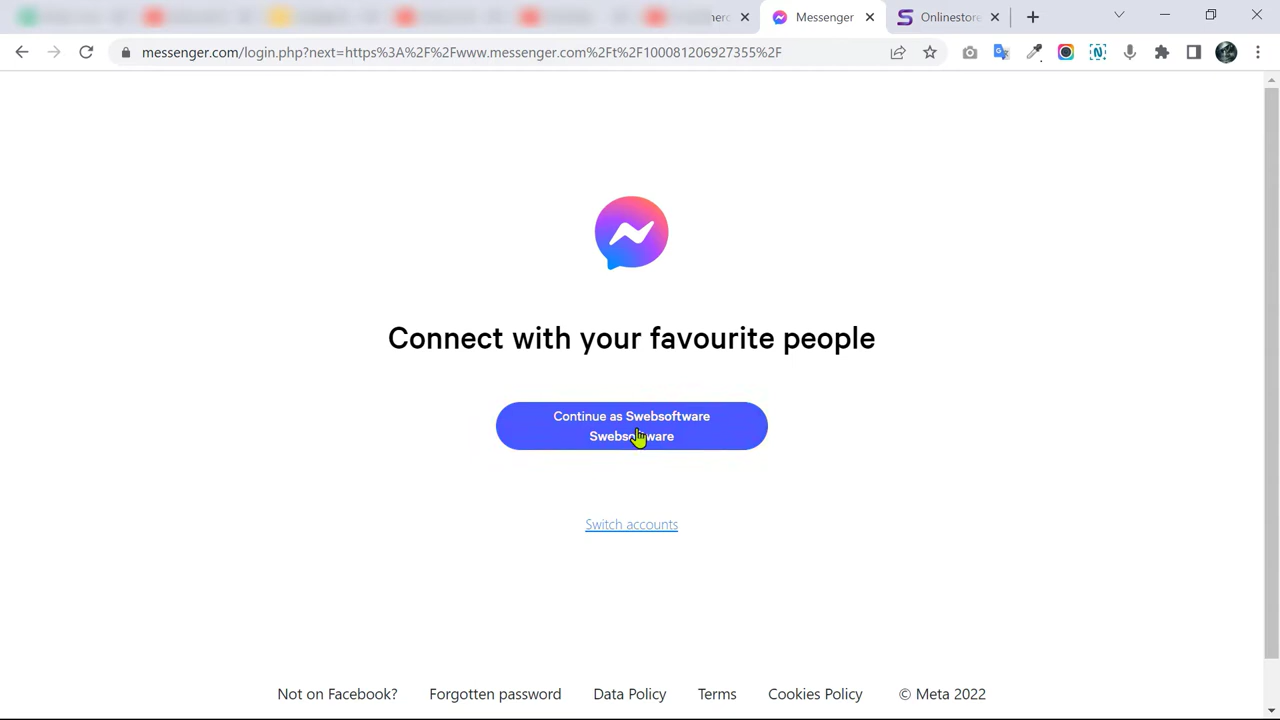 Messenger
Onlinestore
messenger.com/login.php?next=https%3A%2F%2Fwww.messenger.com%2Ft%2F100081206927355%2F
Connect with your favourite people
Continue as Swebsoftware
Swebsoftware
Switch accounts
Not on Facebook? Forgotten password Data Policy Terms Cookies Policy © Meta 2022